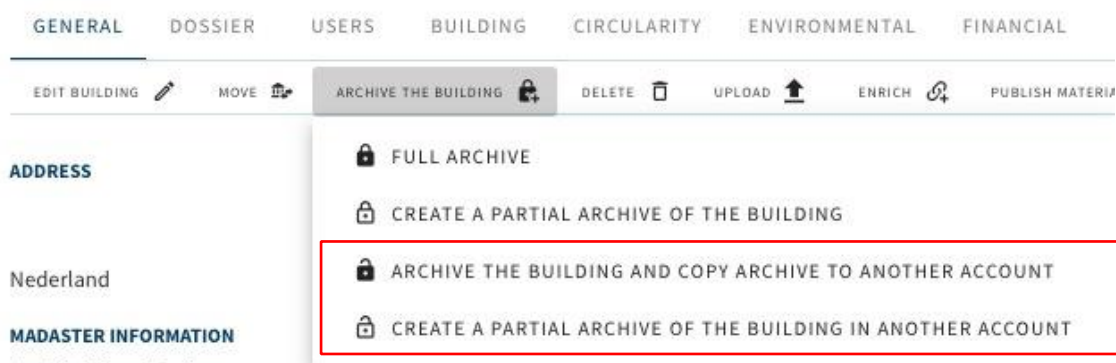 GENERAL DOSSIER USERS BUILDING CIRCULARITY ENVIRONMENTAL FINANCIAL
EDIT BUILDING MOVE ARCHIVE THE BUILDING DELETE UPLOAD ENRICH PUBLISH
FULL ARCHIVE
ADDRESS
CREATE A PARTIAL ARCHIVE OF THE BUILDING
ARCHIVE THE BUILDING AND COPY ARCHIVE TO ANOTHER ACCOUNT
Nederland
CREATE A PARTIAL ARCHIVE OF THE BUILDING IN ANOTHER ACCOUNT
MADASTER INFORMATION